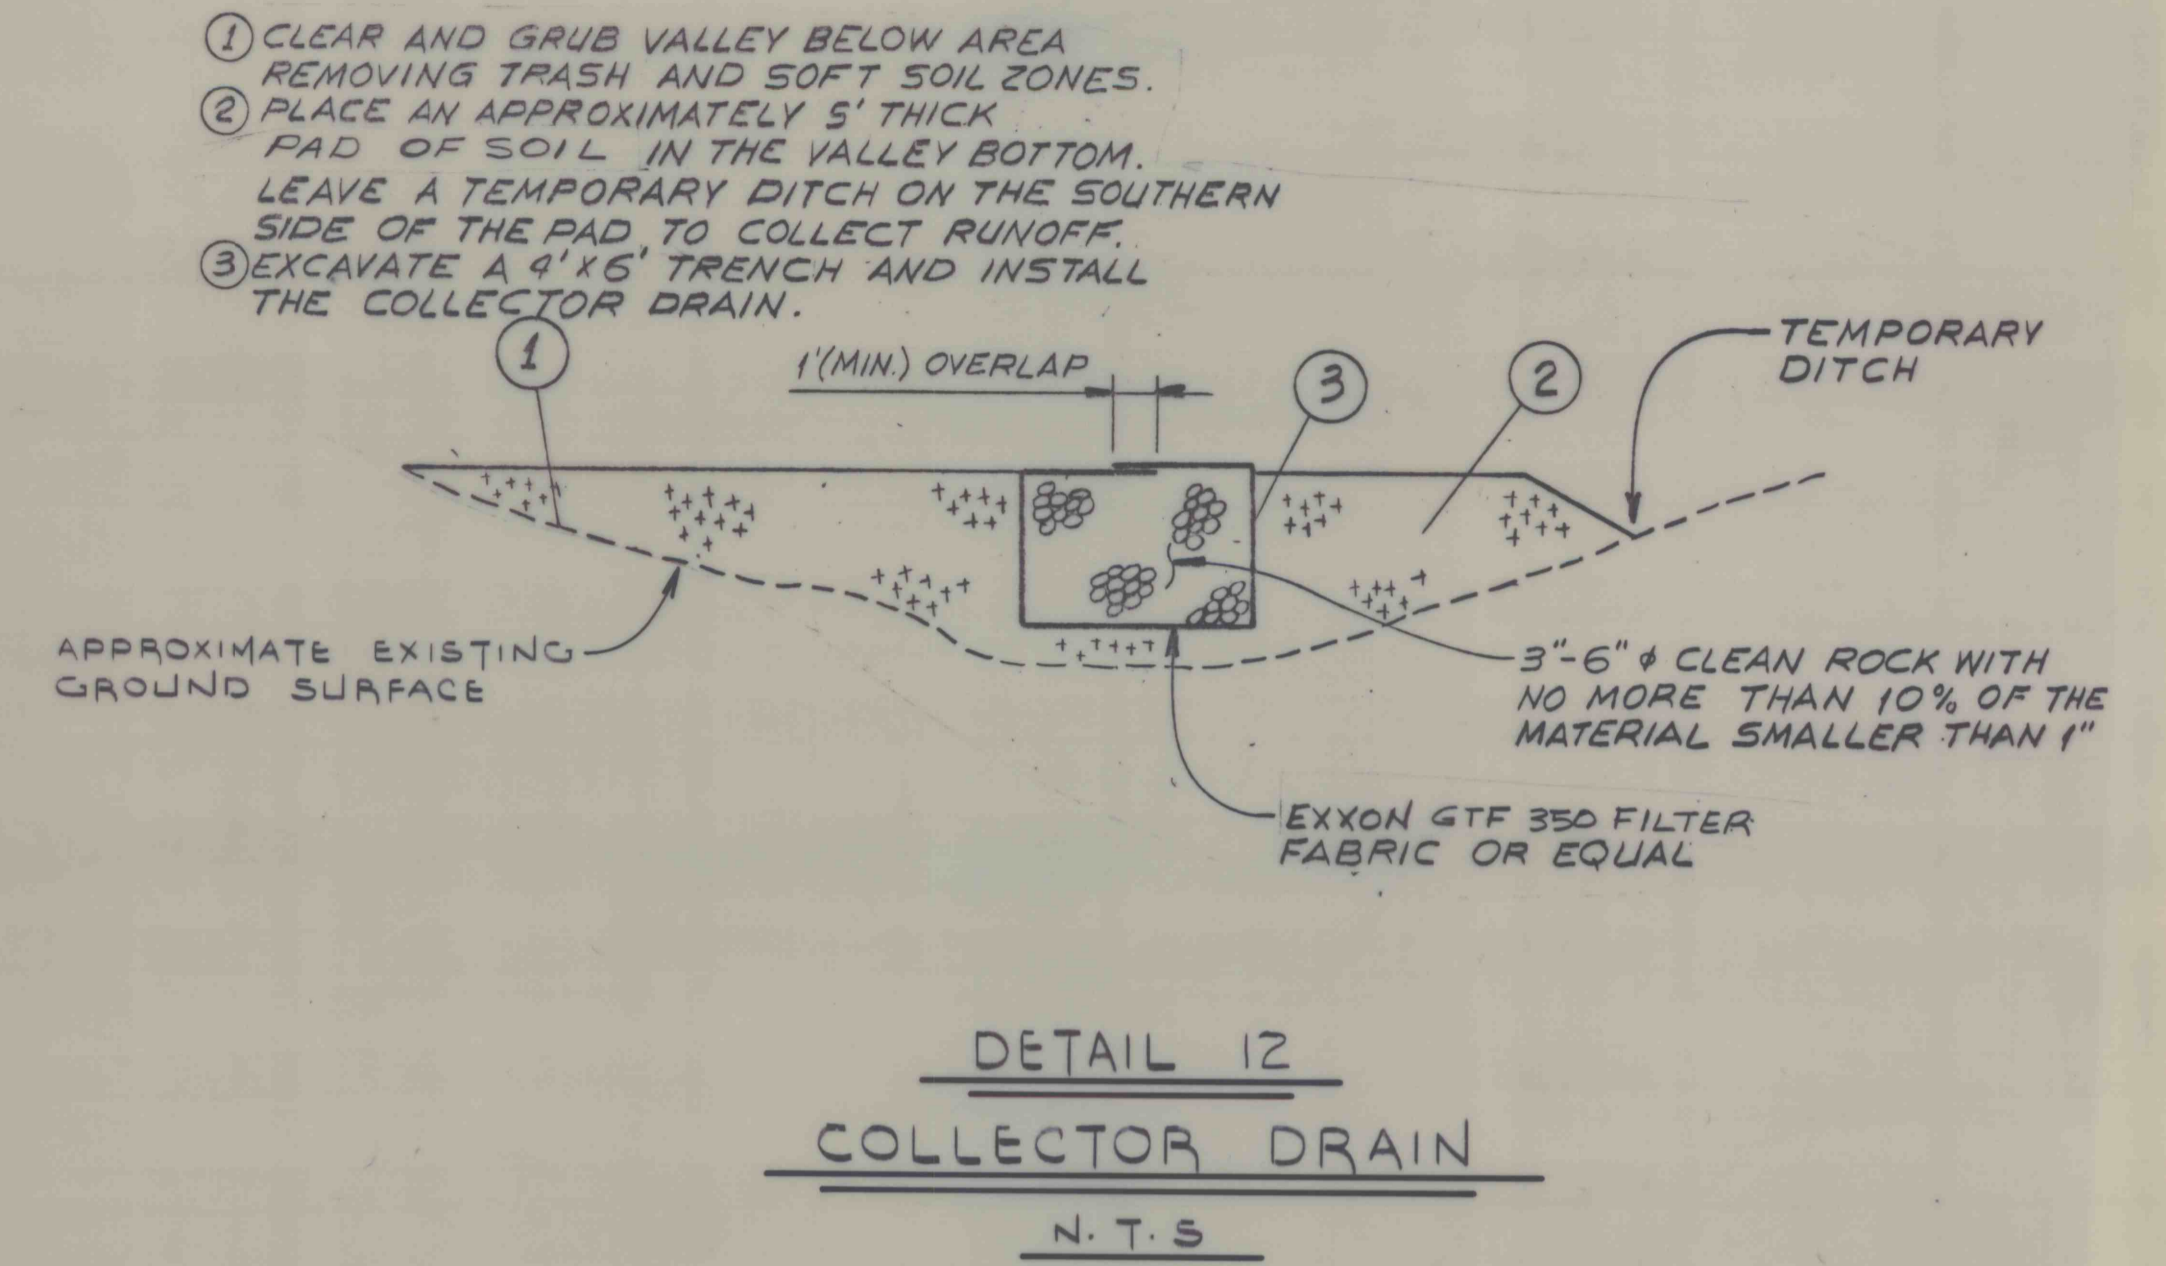 ① CLEAR AND GRUB VALLEY BELOW AREA
REMOVING TRASH AND SOFT SOIL ZONES.
② PLACE AN APPROXIMATELY 5' THICK
PAD OF SOIL IN THE VALLEY BOTTOM.
LEAVE A TEMPORARY DITCH ON THE SOUTHERN
SIDE OF THE PAD TO COLLECT RUNOFF.
③ EXCAVATE A 4' X 6' TRENCH AND INSTALL
THE COLLECTOR DRAIN.
①
1'(MIN.) OVERLAP
③
②
TEMPORARY
DITCH
APPROXIMATE EXISTING
GROUND SURFACE
3"-6" ϕ CLEAN ROCK WITH
NO MORE THAN 10% OF THE
MATERIAL SMALLER THAN 1"
EXXON GTF 350 FILTER
FABRIC OR EQUAL
DETAIL 12
COLLECTOR DRAIN
N. T. S